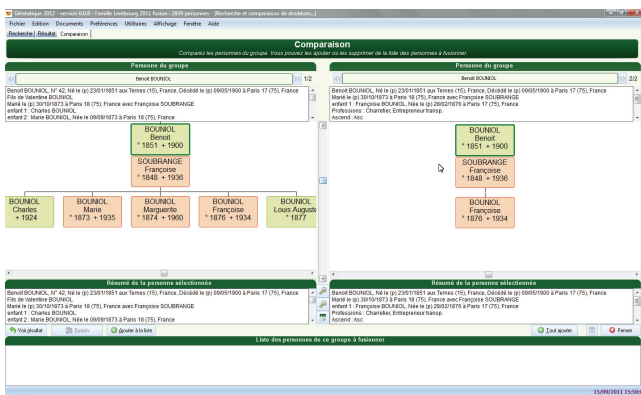 Généatique 2012 - version 0.0.8 - Famille Lembourg 2011 fusion : 2839 personnes - [Recherche et comparaison de doublons...]
Fichier Edition Documents Préférences Utilitaires Affichage Fenêtre Aide
Recherche Résultat Comparaison
Comparaison
Comparez les personnes du groupe. Vous pouvez les ajouter ou les supprimer de la liste des personnes à fusionner.
Personne du groupe
Personne du groupe
Benoit BOUNIOL 1/2
Benoit BOUNIOL 2/2
Benoit BOUNIOL, N° 42, Né le (p) 23/01/1851 aux Ternes (15), France, Décédé le (p) 09/05/1900 à Paris 17 (75), France
Fils de Valentine BOUNIOL
Marié le (p) 30/10/1873 à Paris 18 (75), France avec Françoise SOUBRANGE
enfant 1 : Charles BOUNIOL
enfant 2 : Marie BOUNIOL, Née le 09/09/1873 à Paris 18 (75), France
Benoit BOUNIOL, Né le (p) 23/01/1851 aux Ternes (15), France, Décédé le (p) 09/05/1900 à Paris 17 (75), France
Marié le (p) 30/10/1873 à Paris 18 (75), France avec Françoise SOUBRANGE
enfant 1 : Françoise BOUNIOL, Née le (p) 28/02/1876 à Paris 17 (75), France
Professions : Charretier, Entrepreneur transp.
Ascend : Asc
BOUNIOL
Benoit
° 1851 + 1900
SOUBRANGE
Françoise
° 1848 + 1936
BOUNIOL
Charles
+ 1924
BOUNIOL
Marie
° 1873 + 1935
BOUNIOL
Marguerite
° 1874 + 1960
BOUNIOL
Françoise
° 1876 + 1934
BOUNIOL
Louis Auguste
° 1877
BOUNIOL
Benoit
° 1851 + 1900
SOUBRANGE
Françoise
° 1848 + 1936
BOUNIOL
Françoise
° 1876 + 1934
Résumé de la personne sélectionnée
Résumé de la personne sélectionnée
Benoit BOUNIOL, N° 42, Né le (p) 23/01/1851 aux Ternes (15), France, Décédé le (p) 09/05/1900 à Paris 17 (75), France
Fils de Valentine BOUNIOL
Marié le (p) 30/10/1873 à Paris 18 (75), France avec Françoise SOUBRANGE
enfant 1 : Charles BOUNIOL
enfant 2 : Marie BOUNIOL, Née le 09/09/1873 à Paris 18 (75), France
Benoit BOUNIOL, Né le (p) 23/01/1851 aux Ternes (15), France, Décédé le (p) 09/05/1900 à Paris 17 (75), France
Marié le (p) 30/10/1873 à Paris 18 (75), France avec Françoise SOUBRANGE
enfant 1 : Françoise BOUNIOL, Née le (p) 28/02/1876 à Paris 17 (75), France
Professions : Charretier, Entrepreneur transp.
Ascend : Asc
Voir résultat Fusion Ajouter à la liste Tout ajouter Fermer
Liste des personnes de ce groupe à fusionner
15/09/2011 15:50: